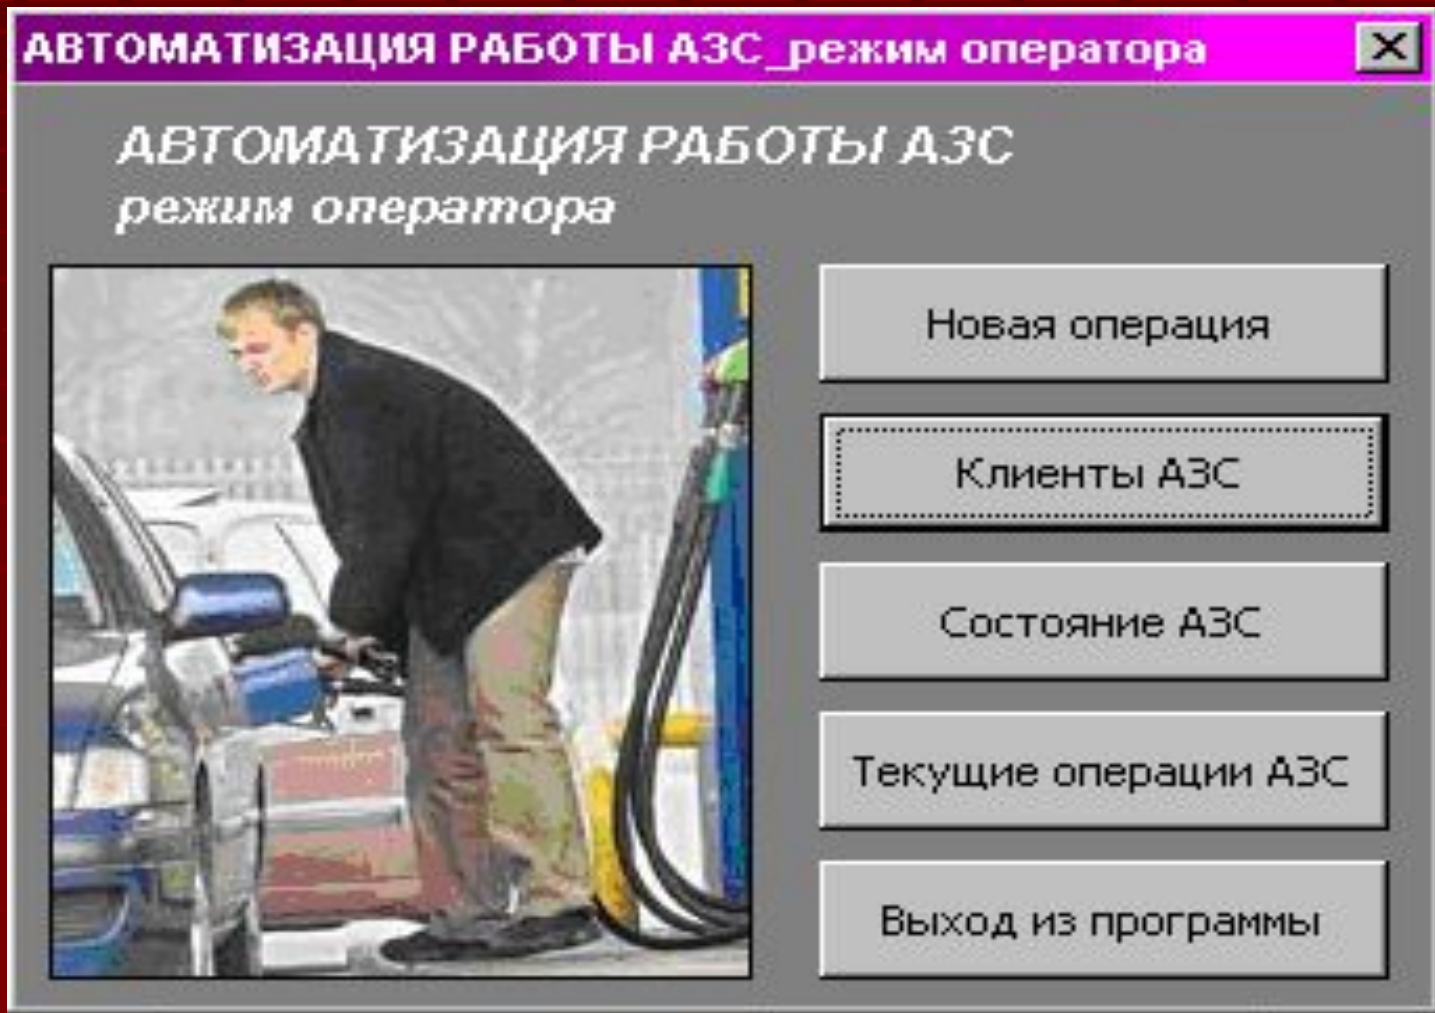 АВТОМАТИЗАЦИЯ РАБОТЫ АЗС_режим оператора
АВТОМАТИЗАЦИЯ РАБОТЫ АЗС
режим оператора
Новая операция
Клиенты АЗС
Состояние АЗС
Текущие операции АЗС
Выход из программы